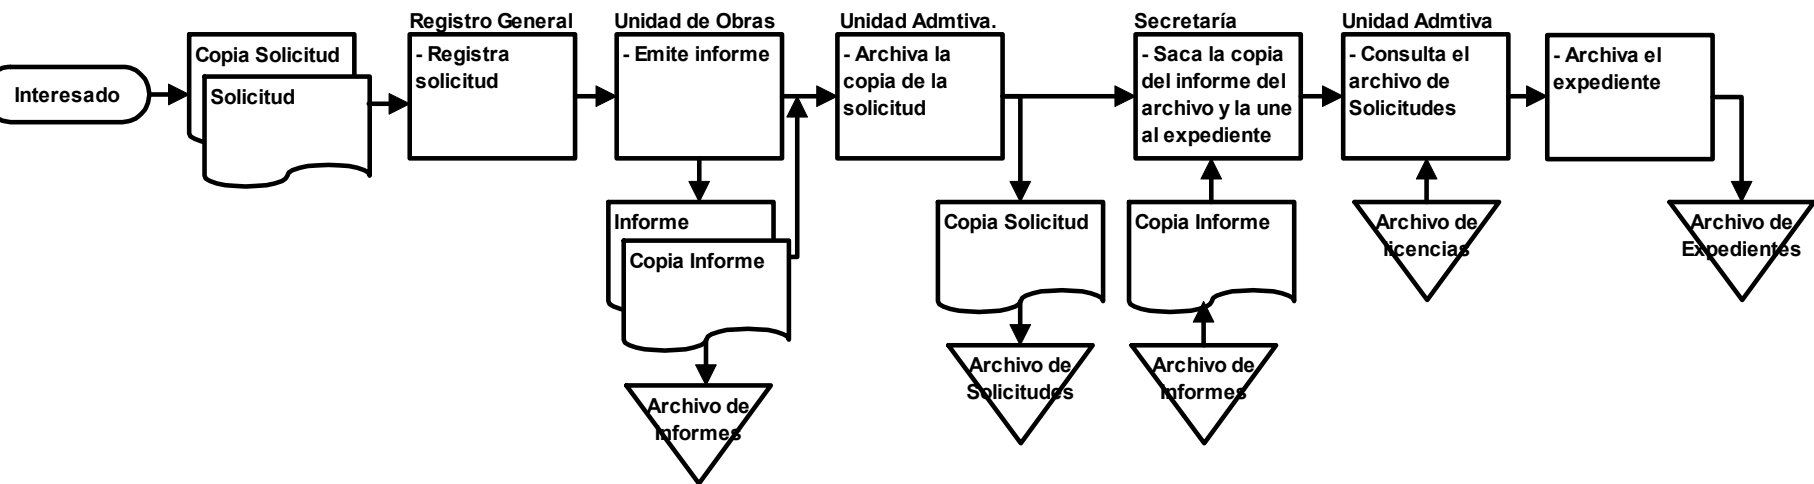 Interesado
Copia Solicitud
Solicitud
Registro General
- Registra
solicitud
Unidad de Obras
- Emite informe
Informe
Copia Informe
Archivo de
Informes
Unidad Admtiva.
- Archiva la
copia de la
solicitud
Copia Solicitud
Archivo de
Solicitudes
Secretaría
- Saca la copia
del informe del
archivo y la une
al expediente
Copia Informe
Archivo de
Informes
Unidad Admtiva
- Consulta el
archivo de
Solicitudes
Archivo de
licencias
- Archiva el
expediente
Archivo de
Expedientes